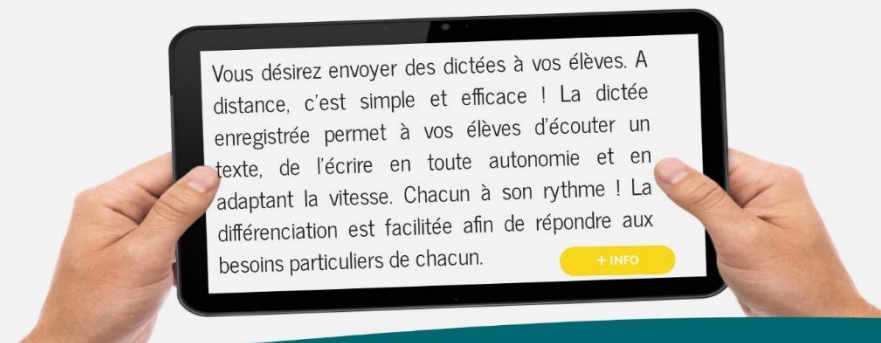 Vous désirez envoyer des dictées à vos élèves. A
distance, c'est simple et efficace ! La dictée
enregistrée permet à vos élèves d'écouter un
texte, de l'écrire en toute autonomie et en
adaptant la vitesse. Chacun à son rythme ! La
différenciation est facilitée afin de répondre aux
besoins particuliers de chacun.
+ INFO